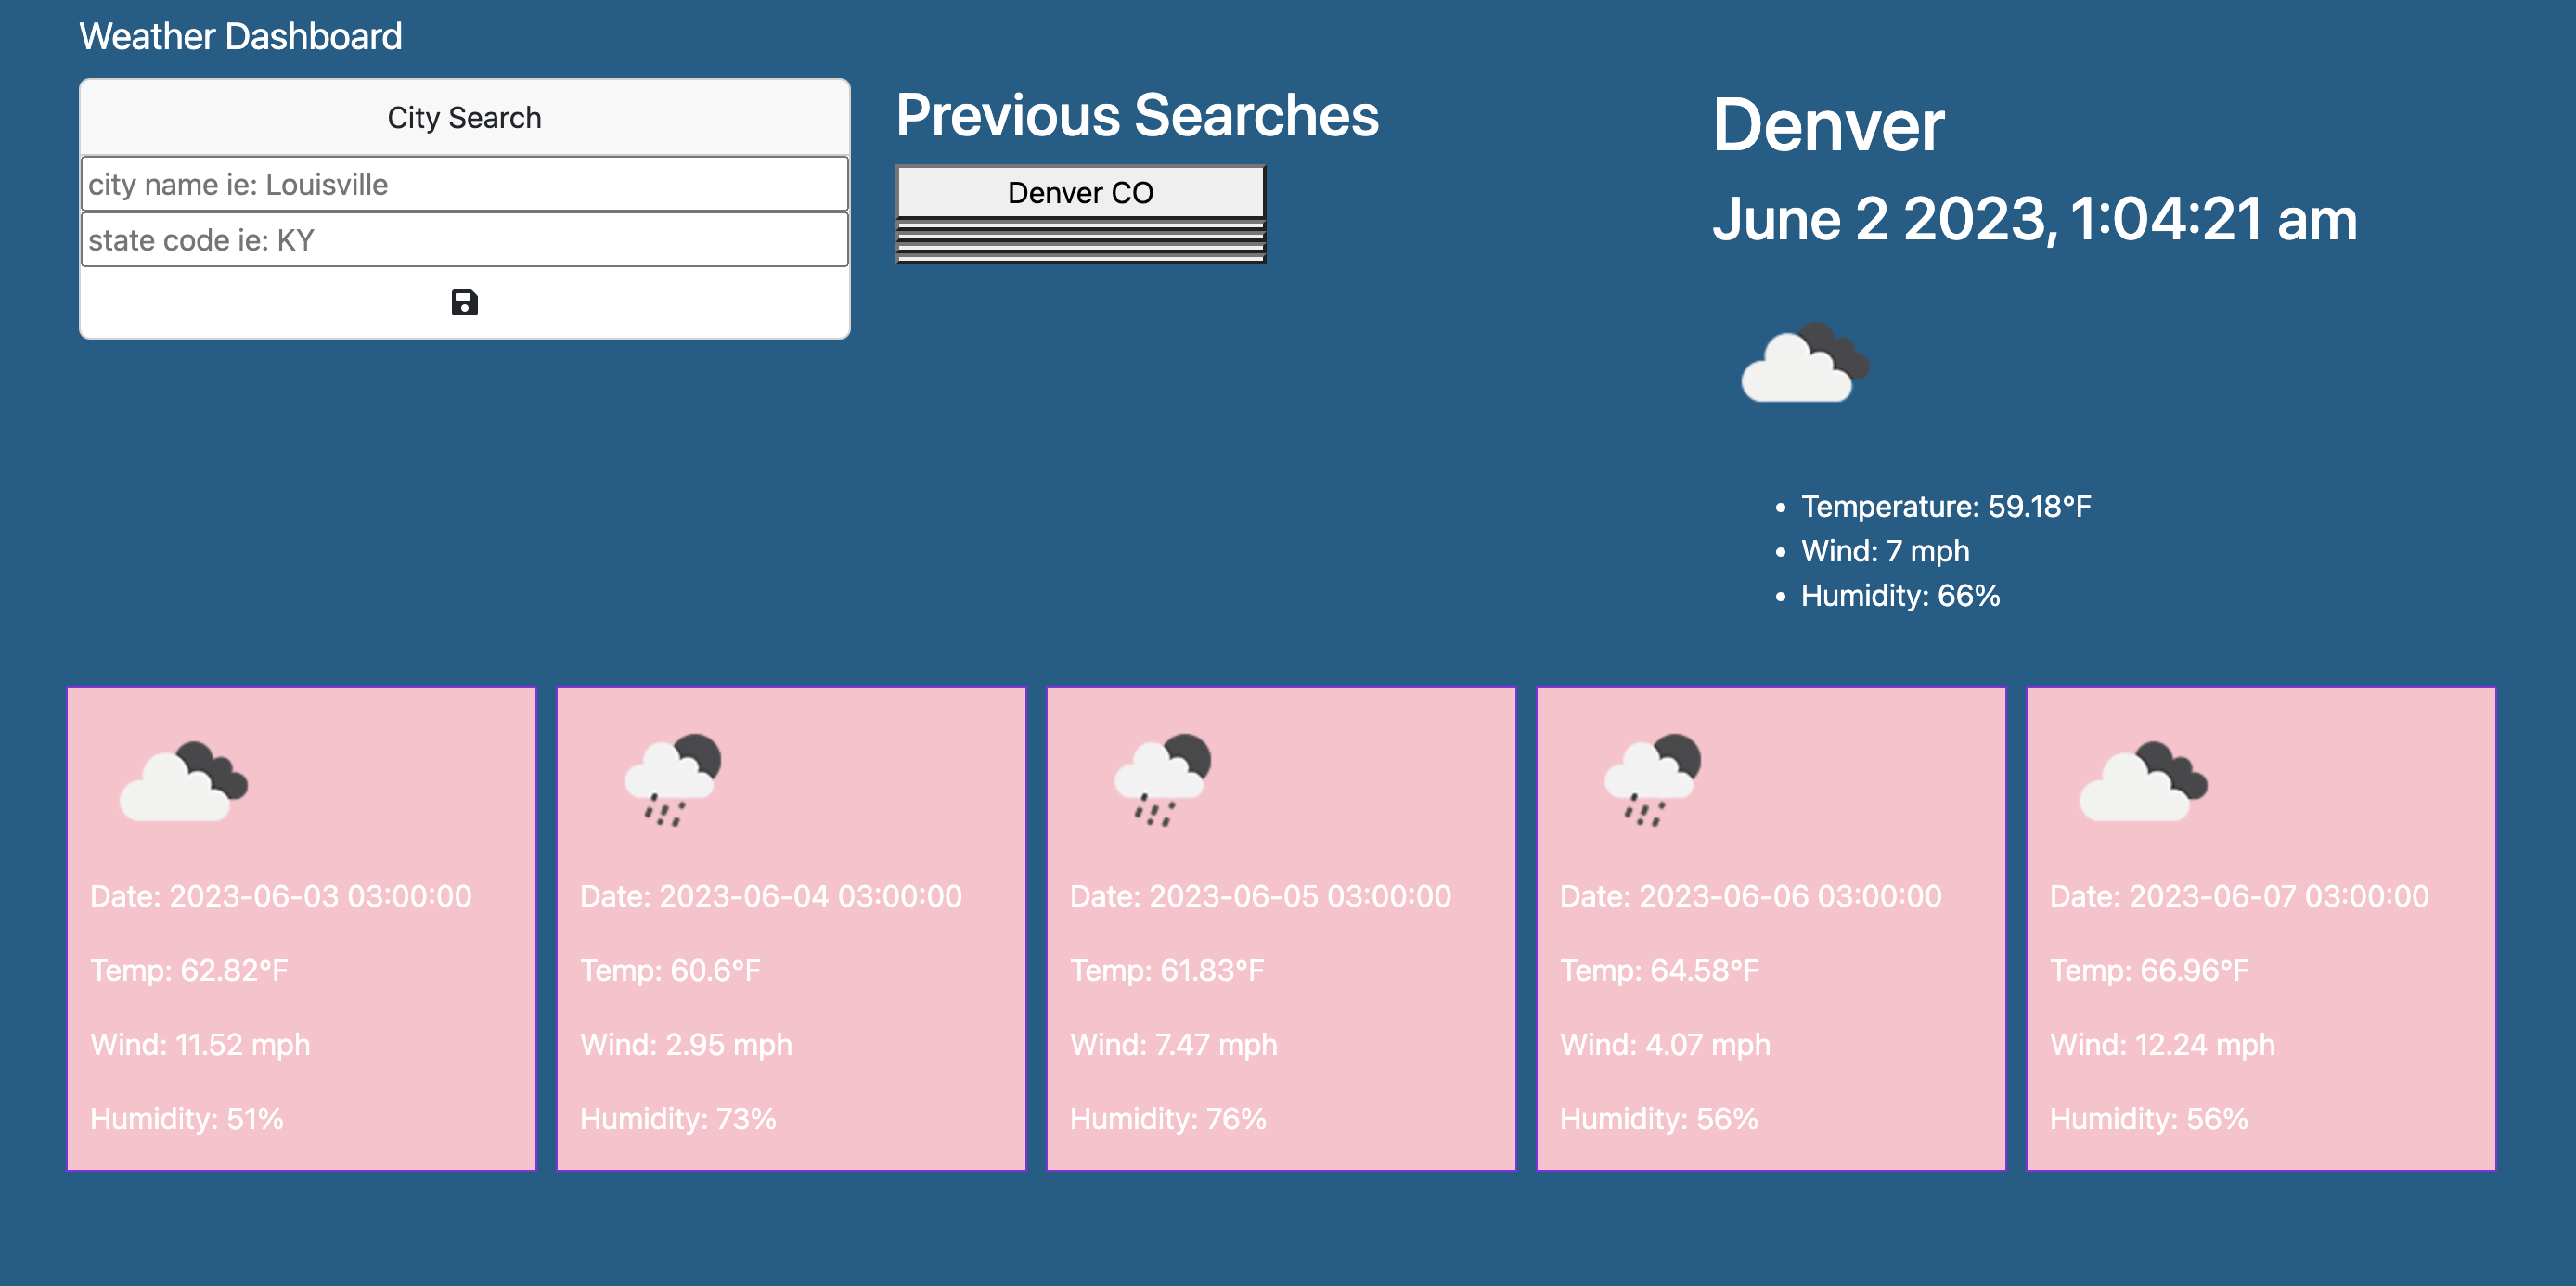 Weather Dashboard
City Search
city name ie: Louisville
state code ie: KY
Previous Searches
Denver CO
Denver
June 2 2023, 1:04:21 am
Temperature: 59.18°F
Wind: 7 mph
Humidity: 66%
Date: 2023-06-03 03:00:00
Temp: 62.82°F
Wind: 11.52 mph
Humidity: 51%
Date: 2023-06-04 03:00:00
Temp: 60.6°F
Wind: 2.95 mph
Humidity: 73%
Date: 2023-06-05 03:00:00
Temp: 61.83°F
Wind: 7.47 mph
Humidity: 76%
Date: 2023-06-06 03:00:00
Temp: 64.58°F
Wind: 4.07 mph
Humidity: 56%
Date: 2023-06-07 03:00:00
Temp: 66.96°F
Wind: 12.24 mph
Humidity: 56%